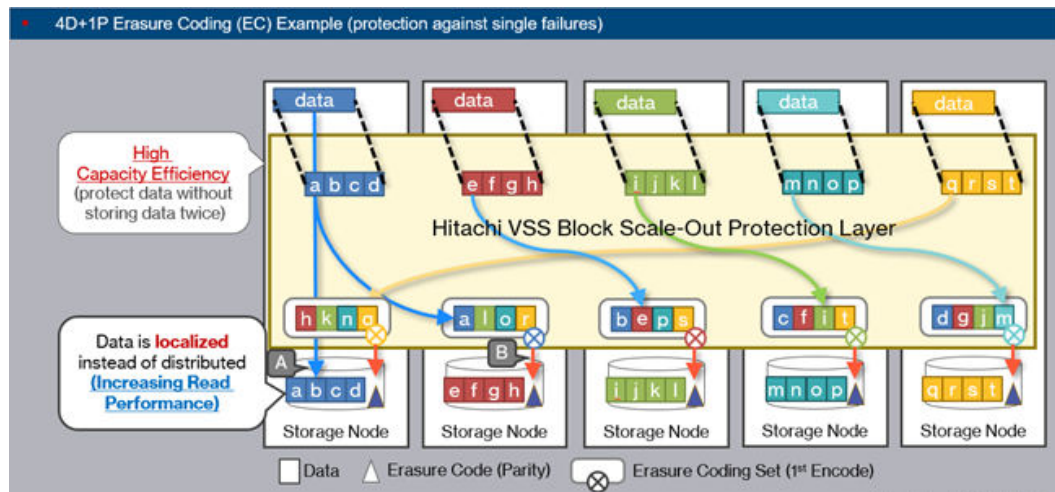 4D+1P Erasure Coding (EC) Example (protection against single failures)
data data data data data
High
Capacity Efficiency
(protect data without
storing data twice)
a b c d e f g h i j k l m n o p q r s t
Hitachi VSS Block Scale-Out Protection Layer
h k n q a l o r b e p s c f i t d g j m
Data is localized
instead of distributed
(Increasing Read
Performance)
A B
a b c d e f g h i j k l m n o p q r s t
Storage Node Storage Node Storage Node Storage Node Storage Node
Data Erasure Code (Parity) Erasure Coding Set (1st Encode)